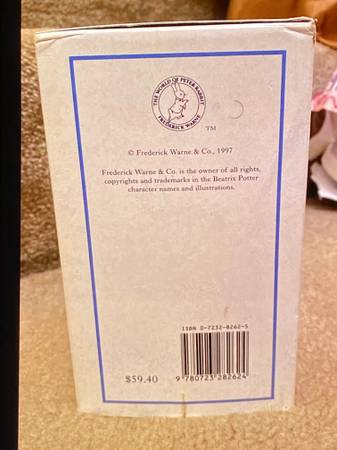 THE WORLD OF PETER RABBIT
FREDERICK WARNE
TM
© Frederick Warne & Co., 1997
Frederick Warne & Co. is the owner of all rights,
copyrights and trademarks in the Beatrix Potter
character names and illustrations.
ISBN 0-7232-8262-5
$59.40
9 780723 282624